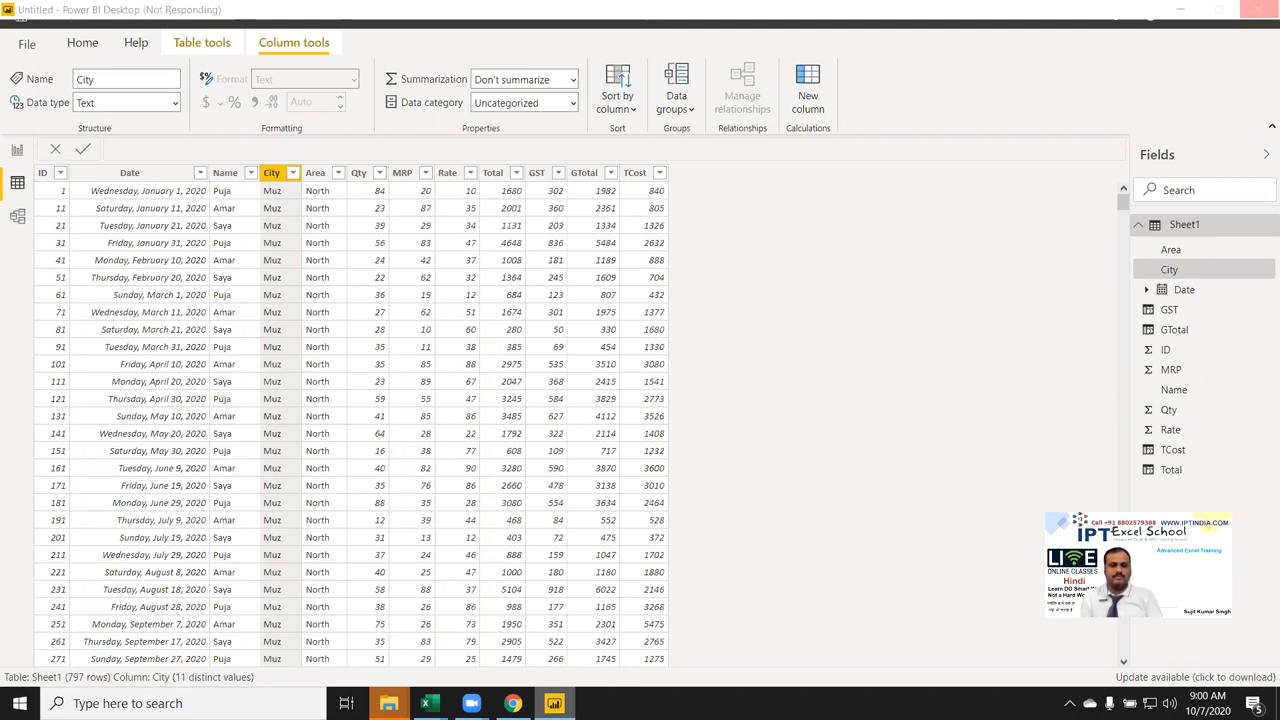 Untitled - Power BI Desktop (Not Responding)
File Home Help Table tools Column tools
Name City
Data type Text
Structure
Format Text
$ % Auto
Formatting
Summarization Don't summarize
Data category Uncategorized
Properties
Sort by column
Sort
Data groups
Groups
Manage relationships
Relationships
New column
Calculations
ID Date Name City Area Qty MRP Rate Total GST GTotal TCost
1 Wednesday, January 1, 2020 Puja Muz North 84 20 10 1680 302 1982 840
11 Saturday, January 11, 2020 Amar Muz North 23 87 35 2001 360 2361 805
21 Tuesday, January 21, 2020 Saya Muz North 39 29 34 1131 203 1334 1326
31 Friday, January 31, 2020 Puja Muz North 56 83 47 4648 836 5484 2632
41 Monday, February 10, 2020 Amar Muz North 24 42 37 1008 181 1189 888
51 Thursday, February 20, 2020 Saya Muz North 22 62 32 1364 245 1609 704
61 Sunday, March 1, 2020 Puja Muz North 36 19 12 684 123 807 432
71 Wednesday, March 11, 2020 Amar Muz North 27 62 51 1674 301 1975 1377
81 Saturday, March 21, 2020 Saya Muz North 28 10 60 280 50 330 1680
91 Tuesday, March 31, 2020 Puja Muz North 35 11 38 385 69 454 1330
101 Friday, April 10, 2020 Amar Muz North 35 85 88 2975 535 3510 3080
111 Monday, April 20, 2020 Saya Muz North 23 89 67 2047 368 2415 1541
121 Thursday, April 30, 2020 Puja Muz North 59 55 47 3245 584 3829 2773
131 Sunday, May 10, 2020 Amar Muz North 41 85 86 3485 627 4112 3526
141 Wednesday, May 20, 2020 Saya Muz North 64 28 22 1792 322 2114 1408
151 Saturday, May 30, 2020 Puja Muz North 16 38 77 608 109 717 1232
161 Tuesday, June 9, 2020 Amar Muz North 40 82 90 3280 590 3870 3600
171 Friday, June 19, 2020 Saya Muz North 35 76 86 2660 478 3138 3010
181 Monday, June 29, 2020 Puja Muz North 88 35 28 3080 554 3634 2464
191 Thursday, July 9, 2020 Amar Muz North 12 39 44 468 84 552 528
201 Sunday, July 19, 2020 Saya Muz North 31 13 12 403 72 475 372
211 Wednesday, July 29, 2020 Puja Muz North 37 24 46 888 159 1047 1702
221 Saturday, August 8, 2020 Amar Muz North 40 25 47 1000 180 1180 1880
231 Tuesday, August 18, 2020 Saya Muz North 58 88 37 5104 918 6022 2146
241 Friday, August 28, 2020 Puja Muz North 38 26 86 988 177 1165 3268
251 Monday, September 7, 2020 Amar Muz North 75 26 73 1950 351 2301 5475
261 Thursday, September 17, 2020 Saya Muz North 35 83 79 2905 522 3427 2765
271 Sunday, September 27, 2020 Puja Muz North 51 29 25 1479 266 1745 1275
Fields
Search
Sheet1
Area
City
Date
GST
GTotal
ID
MRP
Name
Qty
Rate
TCost
Total
Call +91 8802579388 WWW.IPTINDIA.COM
IPT Excel School
Advanced Excel & VBA Training School
LIVE
ONLINE CLASSES
Hindi
Learn DO Smart W
Not a Hard Wo
Advanced Excel Training
Sujit Kumar Singh
Table: Sheet1 (797 rows) Column: City (11 distinct values)
Update available (click to download)
Type here to search
9:00 AM
10/7/2020
5